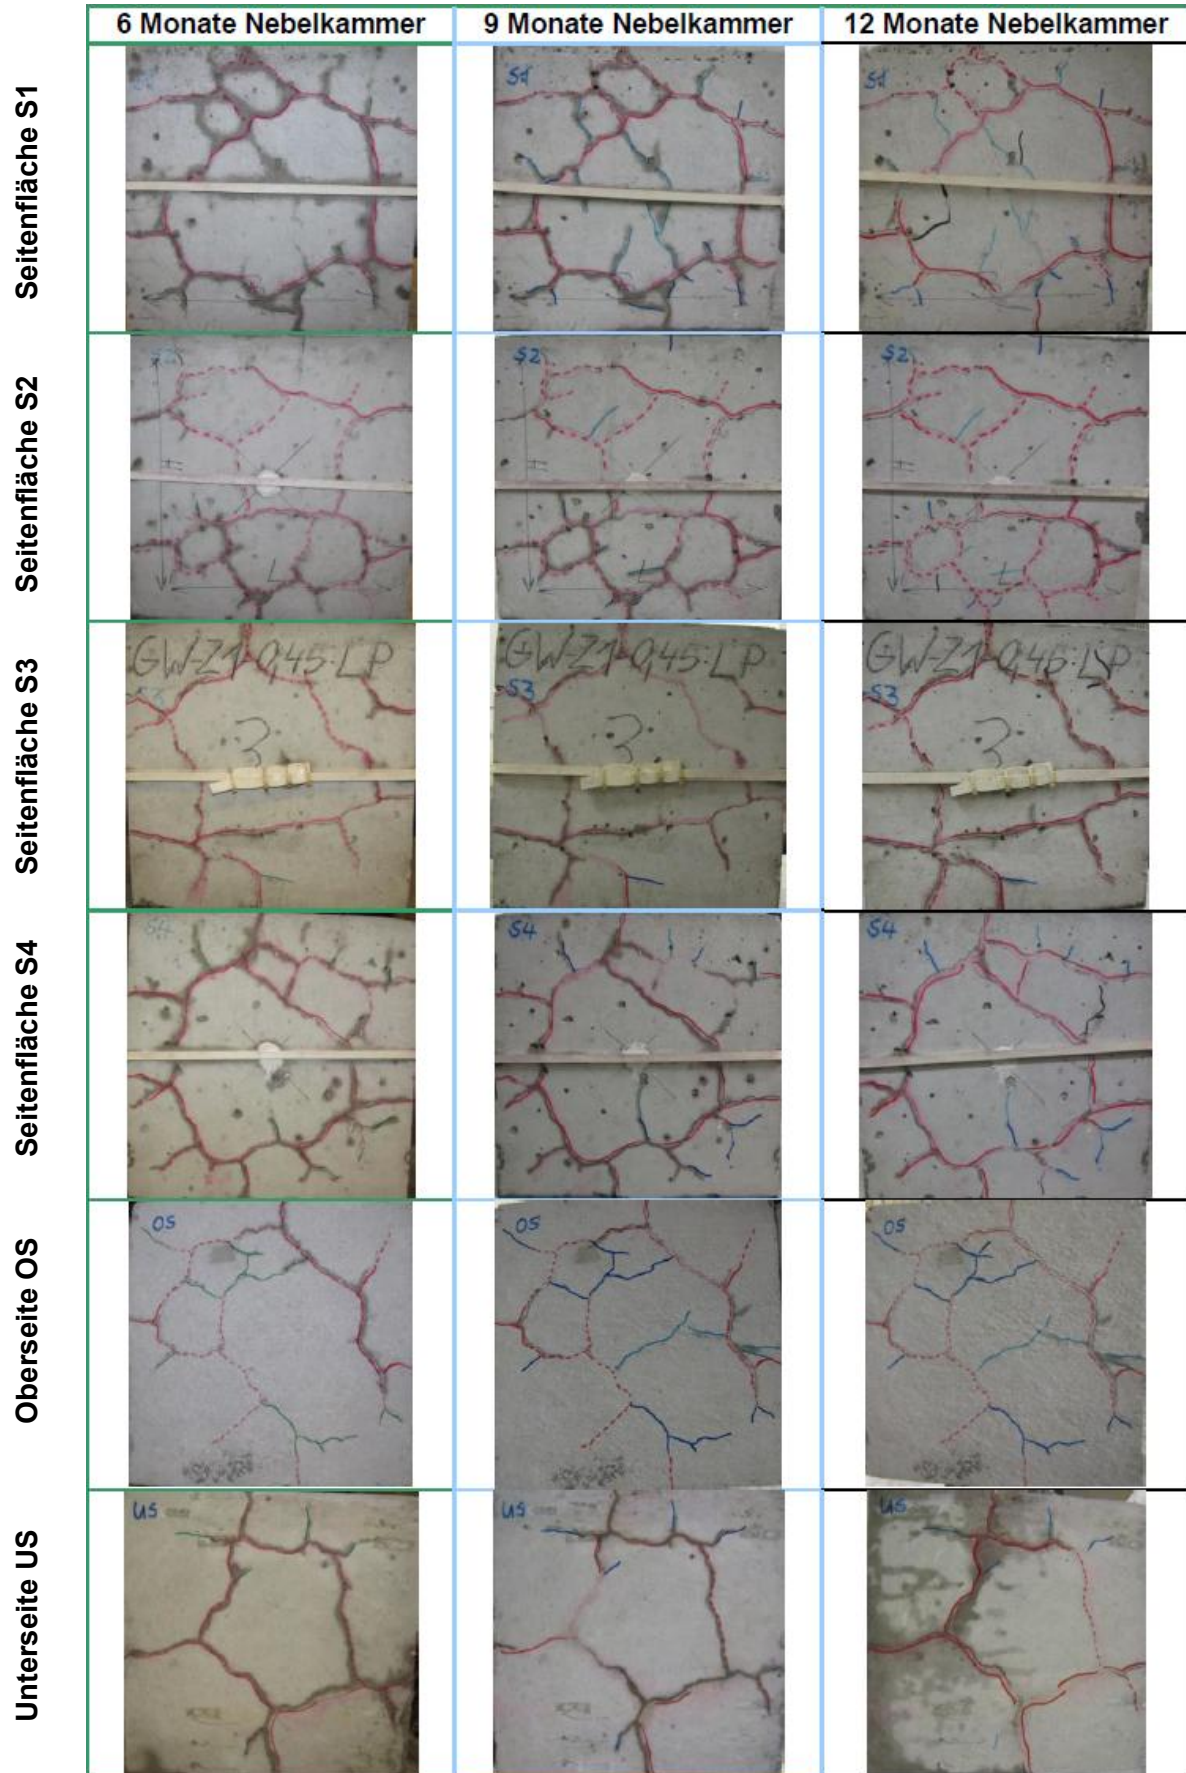 6 Monate Nebelkammer
9 Monate Nebelkammer
12 Monate Nebelkammer
Seitenfläche S1
S1
S1
Seitenfläche S2
S2
S2
S2
H
H
H
L
L
L
Seitenfläche S3
GW-Z1-0,45-LP
GW-Z1-0,45-LP
GW-Z1-0,45-LP
S3
S3
S3
3
3
3
Seitenfläche S4
S4
S4
S4
Oberseite OS
OS
OS
OS
Unterseite US
US
US
US